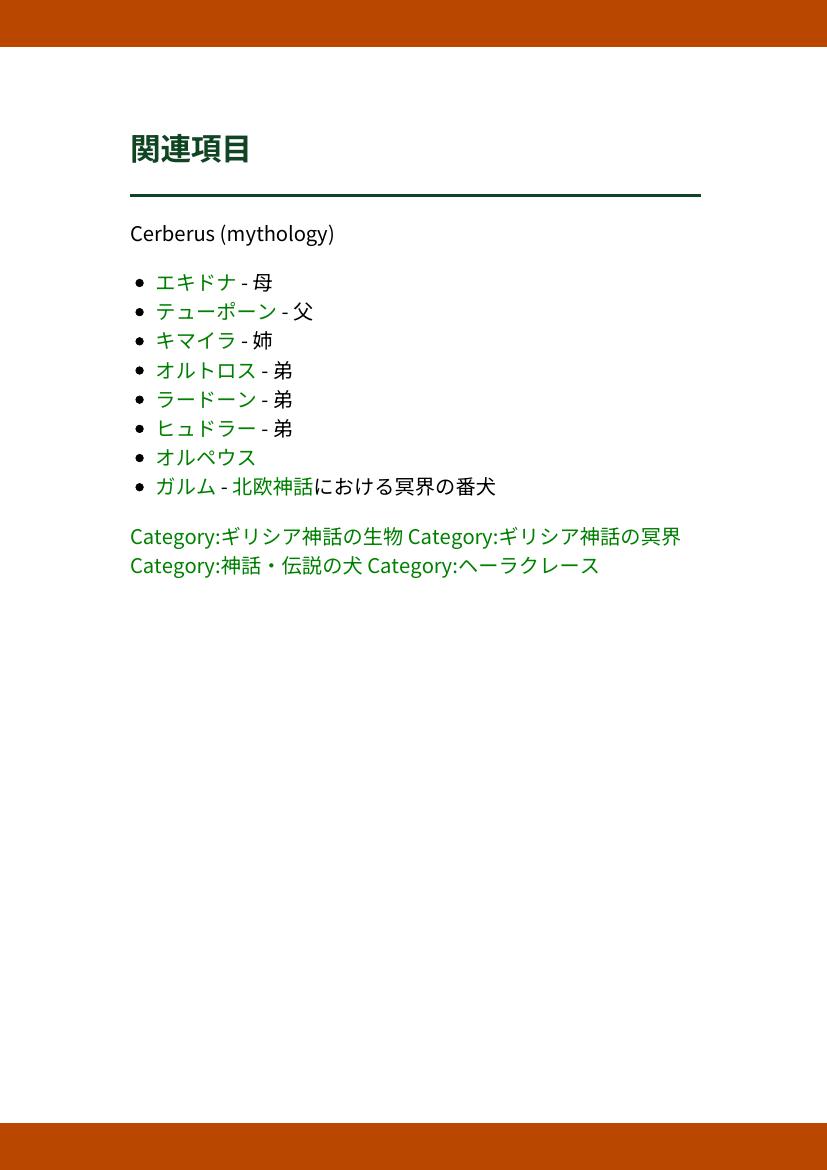 関連項目
Cerberus (mythology)
エキドナ - 母
テューポーン - 父
キマイラ - 姉
オルトロス - 弟
ラードーン - 弟
ヒュドラー - 弟
オルペウス
ガルム - 北欧神話における冥界の番犬
Category:ギリシア神話の生物 Category:ギリシア神話の冥界
Category:神話・伝説の犬 Category:ヘーラクレース